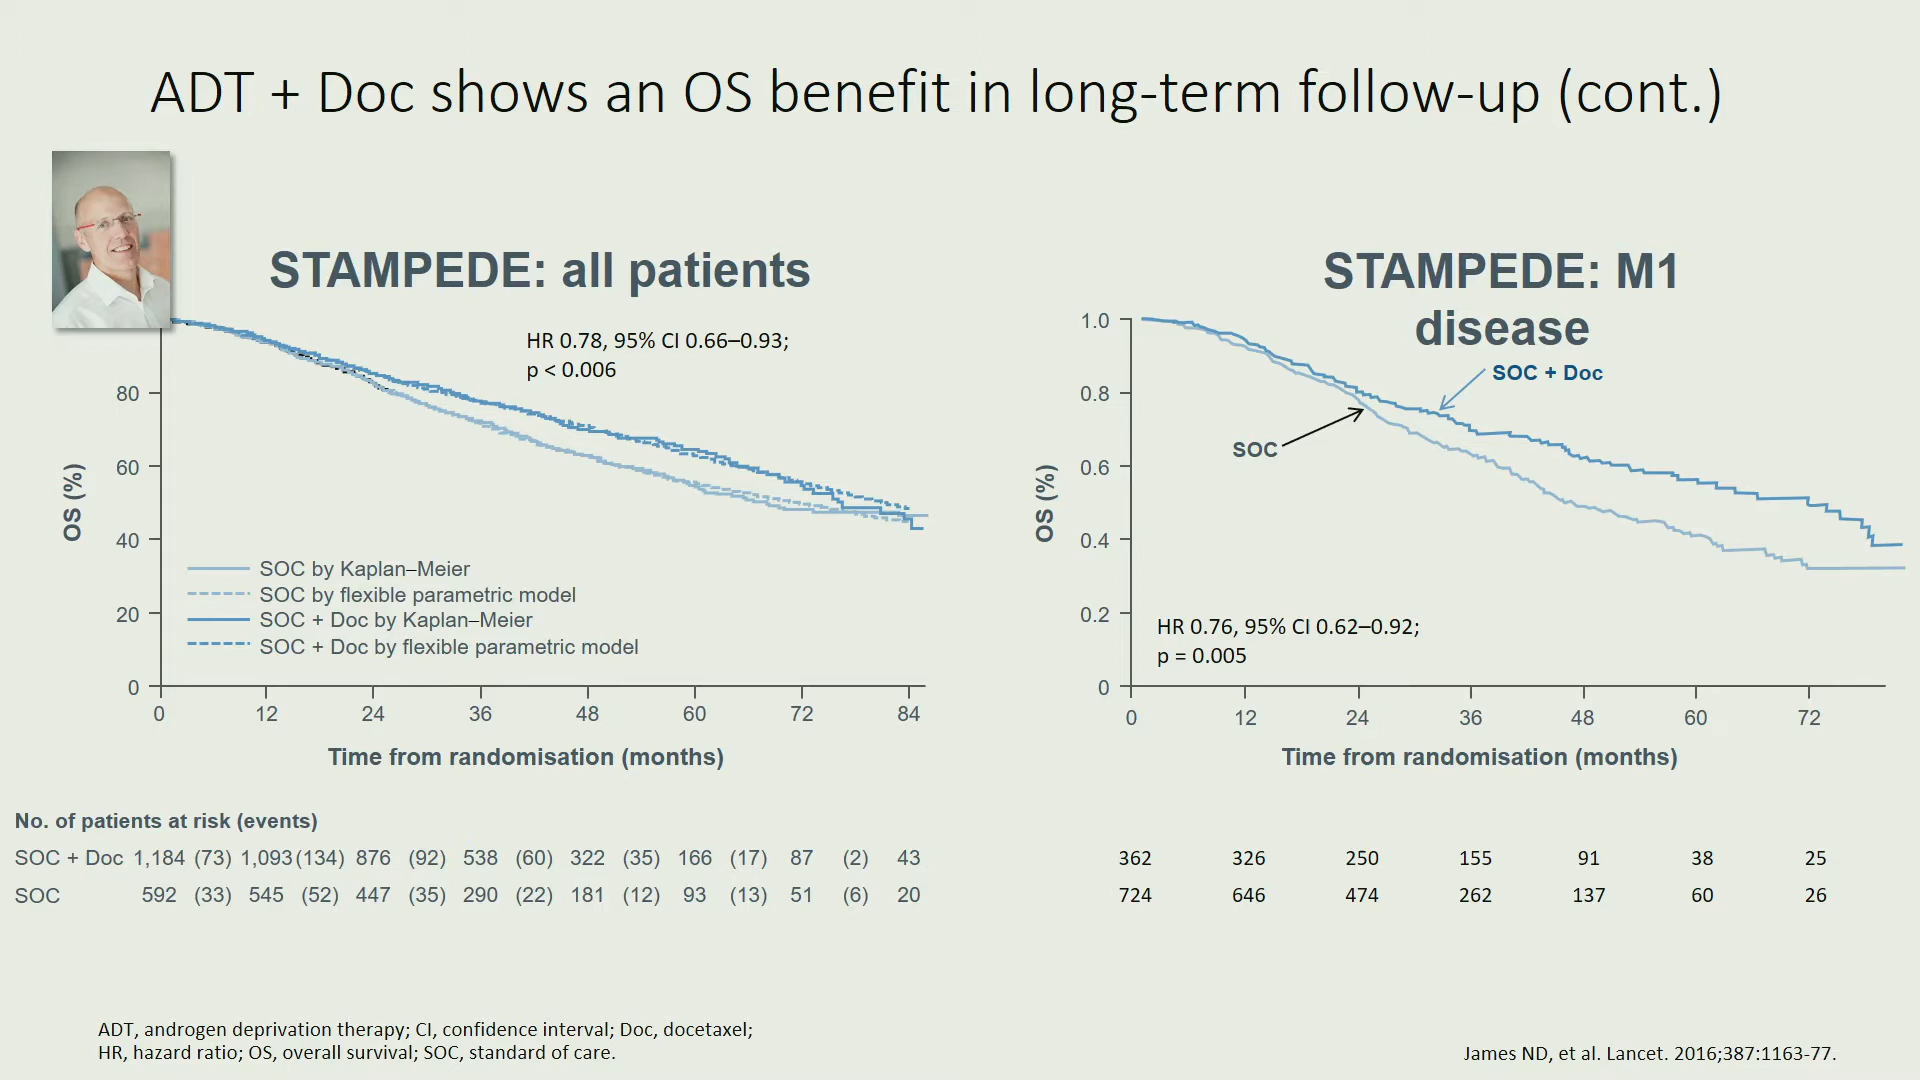 ADT + Doc shows an OS benefit in long-term follow-up (cont.)
STAMPEDE: all patients
HR 0.78, 95% CI 0.66–0.93;
p < 0.006
OS (%)
80
60
40
20
0
SOC by Kaplan–Meier
SOC by flexible parametric model
SOC + Doc by Kaplan–Meier
SOC + Doc by flexible parametric model
0 12 24 36 48 60 72 84
Time from randomisation (months)
STAMPEDE: M1
disease
SOC + Doc
SOC
OS (%)
1.0
0.8
0.6
0.4
0.2
0
HR 0.76, 95% CI 0.62–0.92;
p = 0.005
0 12 24 36 48 60 72
Time from randomisation (months)
No. of patients at risk (events)
SOC + Doc 1,184 (73) 1,093 (134) 876 (92) 538 (60) 322 (35) 166 (17) 87 (2) 43
SOC 592 (33) 545 (52) 447 (35) 290 (22) 181 (12) 93 (13) 51 (6) 20
362 326 250 155 91 38 25
724 646 474 262 137 60 26
ADT, androgen deprivation therapy; CI, confidence interval; Doc, docetaxel;
HR, hazard ratio; OS, overall survival; SOC, standard of care.
James ND, et al. Lancet. 2016;387:1163-77.